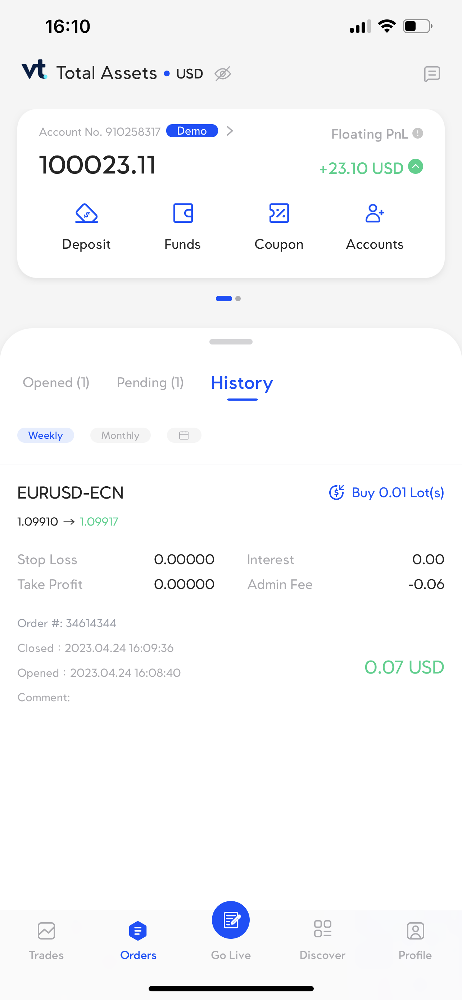 16:10
vt. Total Assets • USD
Account No. 910258317 Demo >
Floating PnL !
100023.11
+23.10 USD
Deposit Funds Coupon Accounts
Opened (1) Pending (1) History
Weekly Monthly
EURUSD-ECN Buy 0.01 Lot(s)
1.09910 → 1.09917
Stop Loss 0.00000 Interest 0.00
Take Profit 0.00000 Admin Fee -0.06
Order #: 34614344
Closed : 2023.04.24 16:09:36
Opened : 2023.04.24 16:08:40
0.07 USD
Comment:
Trades Orders Go Live Discover Profile